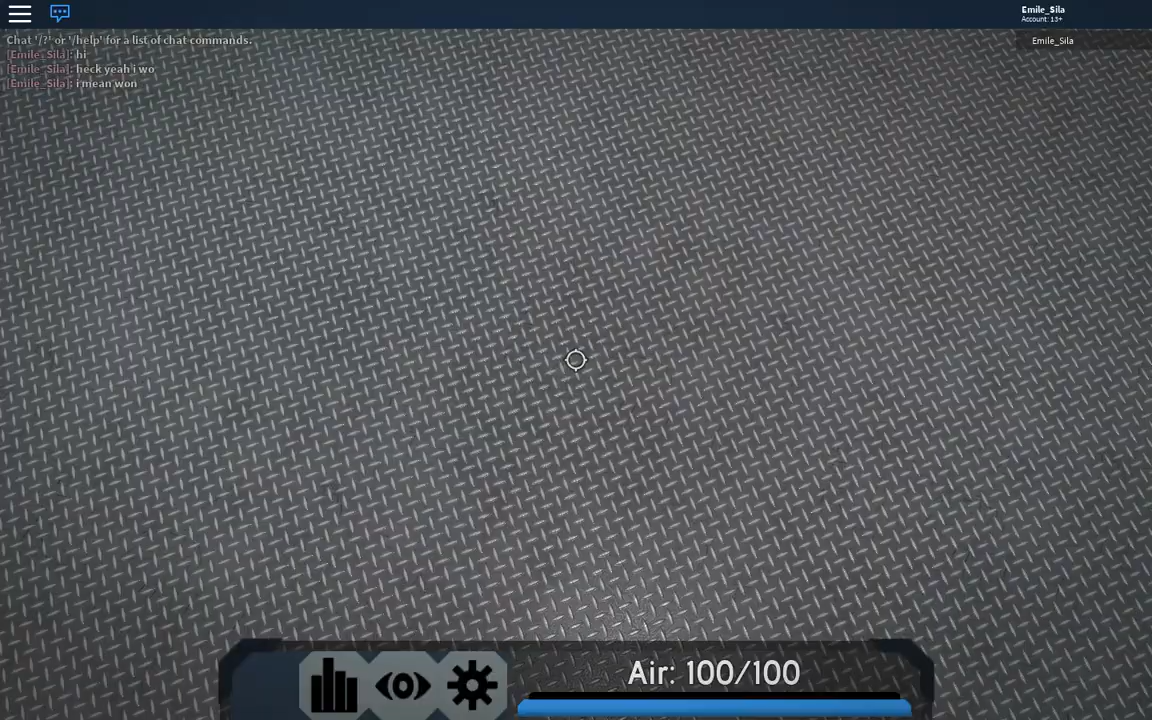 Emile_Sila
Account: 13+
Chat '/?' or '/help' for a list of chat commands.
Emile_Sila
[Emile_Sila]: hi
[Emile_Sila]: heck yeah i wo
[Emile_Sila]: i mean won
Air: 100/100